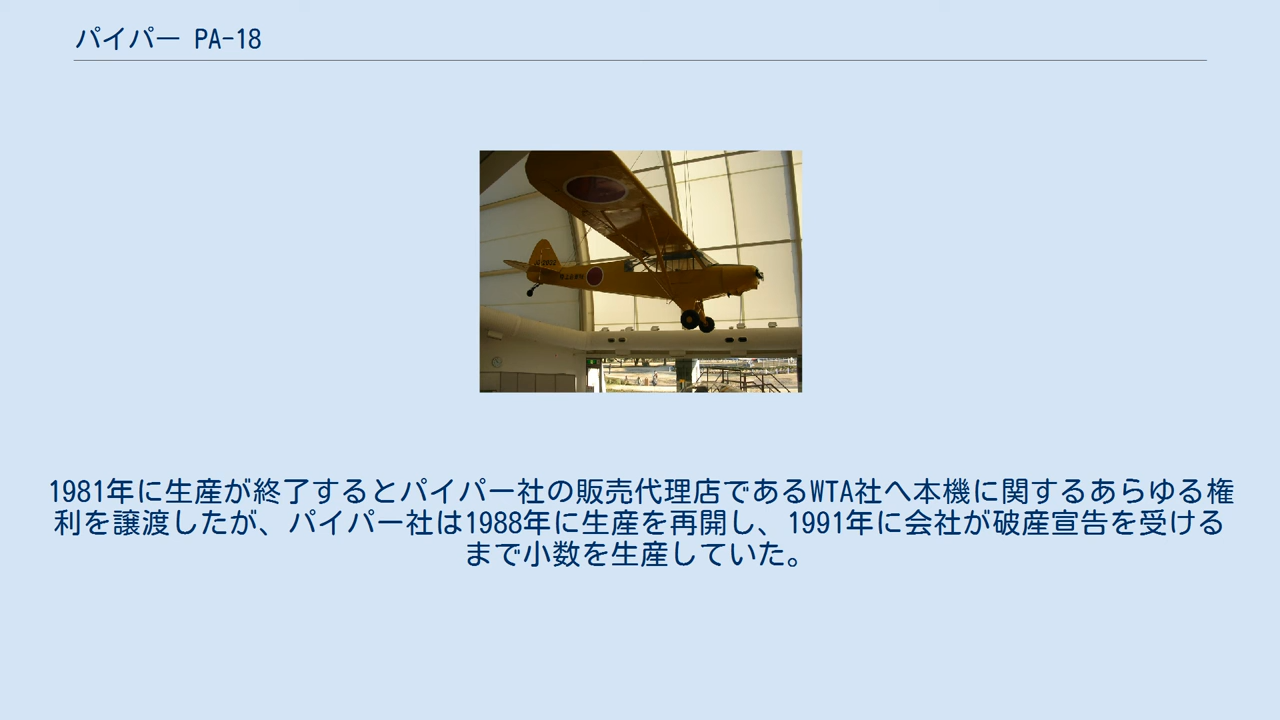 パイパー PA-18
1981年に生産が終了するとパイパー社の販売代理店であるWTA社へ本機に関するあらゆる権
利を譲渡したが、パイパー社は1988年に生産を再開し、1991年に会社が破産宣告を受ける
まで小数を生産していた。